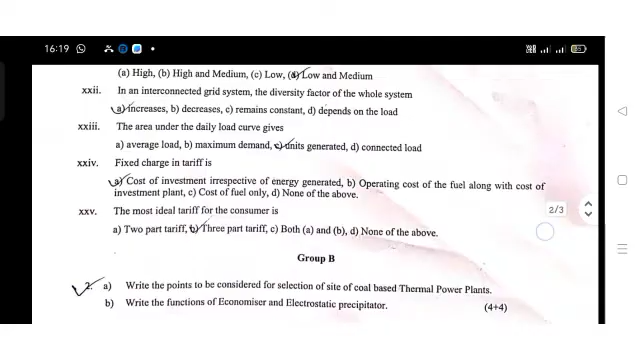 16:19
(a) High, (b) High and Medium, (c) Low, (d) Low and Medium
xxii. In an interconnected grid system, the diversity factor of the whole system
a) increases, b) decreases, c) remains constant, d) depends on the load
xxiii. The area under the daily load curve gives
a) average load, b) maximum demand, c) units generated, d) connected load
xxiv. Fixed charge in tariff is
a) Cost of investment irrespective of energy generated, b) Operating cost of the fuel along with cost of
investment plant, c) Cost of fuel only, d) None of the above.
xxv. The most ideal tariff for the consumer is
2/3
a) Two part tariff, b) Three part tariff, c) Both (a) and (b), d) None of the above.
Group B
2. a) Write the points to be considered for selection of site of coal based Thermal Power Plants.
b) Write the functions of Economiser and Electrostatic precipitator. (4+4)